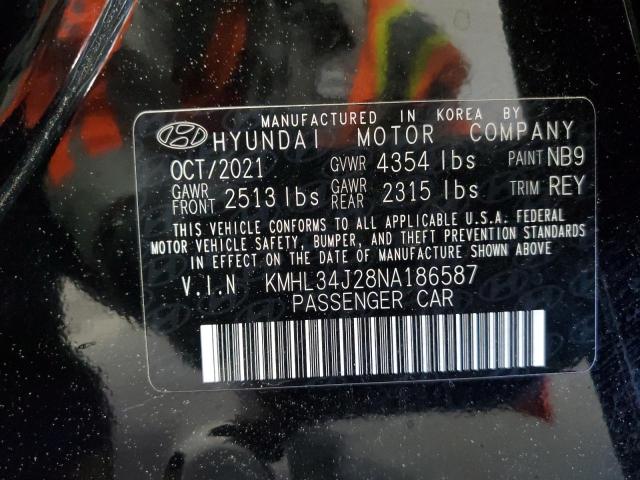 MANUFACTURED IN KOREA BY
HYUNDAI MOTOR COMPANY
OCT/2021 GVWR 4354 lbs PAINT NB9
GAWR FRONT 2513 lbs GAWR REAR 2315 lbs TRIM REY
THIS VEHICLE CONFORMS TO ALL APPLICABLE U.S.A. FEDERAL
MOTOR VEHICLE SAFETY, BUMPER, AND THEFT PREVENTION STANDARDS
IN EFFECT ON THE DATE OF MANUFACTURE SHOWN ABOVE
V.I.N KMHL34J28NA186587
PASSENGER CAR